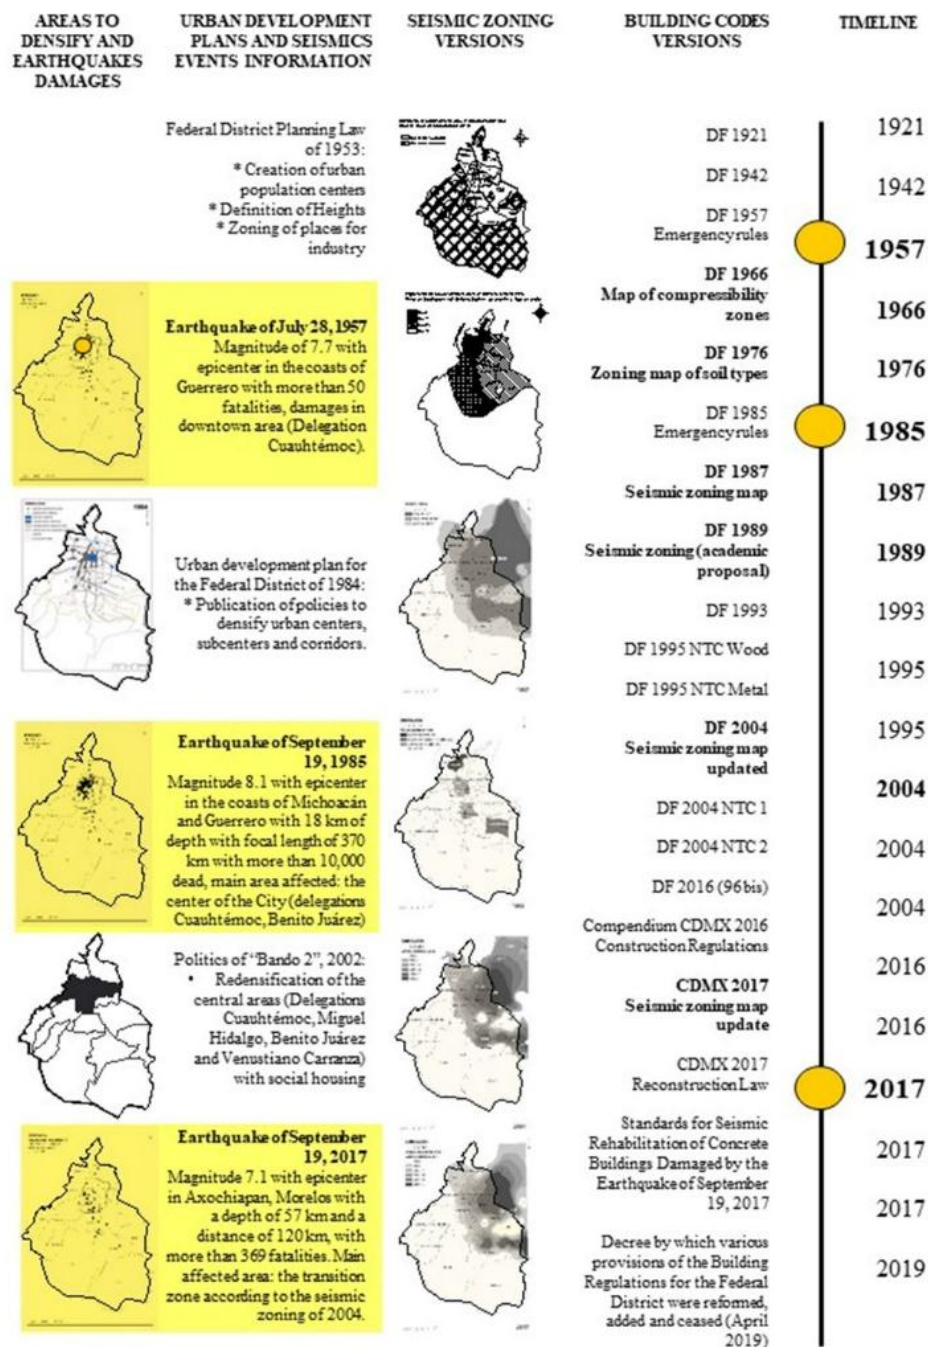 AREAS TO
DENSIFY AND
EARTHQUAKES
DAMAGES
URBAN DEVELOPMENT
PLANS AND SEISMICS
EVENTS INFORMATION
SEISMIC ZONING
VERSIONS
BUILDING CODES
VERSIONS
TIMELINE
Federal District Planning Law
of 1953:
* Creation of urban
population centers
* Definition of Heights
* Zoning of places for
industry
Earthquake of July 28, 1957
Magnitude of 7.7 with
epicenter in the coasts of
Guerrero with more than 50
fatalities, damages in
downtown area (Delegation
Cuauhtémoc).
1984
Urban development plan for
the Federal District of 1984:
* Publication of policies to
densify urban centers,
subcenters and corridors.
Earthquake of September
19, 1985
Magnitude 8.1 with epicenter
in the coasts of Michoacán
and Guerrero with 18 km of
depth with focal length of 370
km with more than 10,000
dead, main area affected: the
center of the City (delegations
Cuauhtémoc, Benito Juárez)
Politics of "Bando 2", 2002:
• Redensification of the
central areas (Delegations
Cuauhtémoc, Miguel
Hidalgo, Benito Juárez
and Venustiano Carranza)
with social housing
Earthquake of September
19, 2017
Magnitude 7.1 with epicenter
in Axochiapan, Morelos with
a depth of 57 km and a
distance of 120 km, with
more than 369 fatalities. Main
affected area: the transition
zone according to the seismic
zoning of 2004.
DF 1921
DF 1942
DF 1957
Emergency rules
DF 1966
Map of compressibility
zones
DF 1976
Zoning map of soil types
DF 1985
Emergency rules
DF 1987
Seismic zoning map
DF 1989
Seismic zoning (academic
proposal)
DF 1993
DF 1995 NTC Wood
DF 1995 NTC Metal
DF 2004
Seismic zoning map
updated
DF 2004 NTC 1
DF 2004 NTC 2
DF 2016 (96bis)
Compendium CDMX 2016
Construction Regulations
CDMX 2017
Seismic zoning map
update
CDMX 2017
Reconstruction Law
Standards for Seismic
Rehabilitation of Concrete
Buildings Damaged by the
Earthquake of September
19, 2017
Decree by which various
provisions of the Building
Regulations for the Federal
District were reformed,
added and ceased (April
2019)
1921
1942
1957
1966
1976
1985
1987
1989
1993
1995
1995
2004
2004
2004
2016
2016
2017
2017
2017
2019